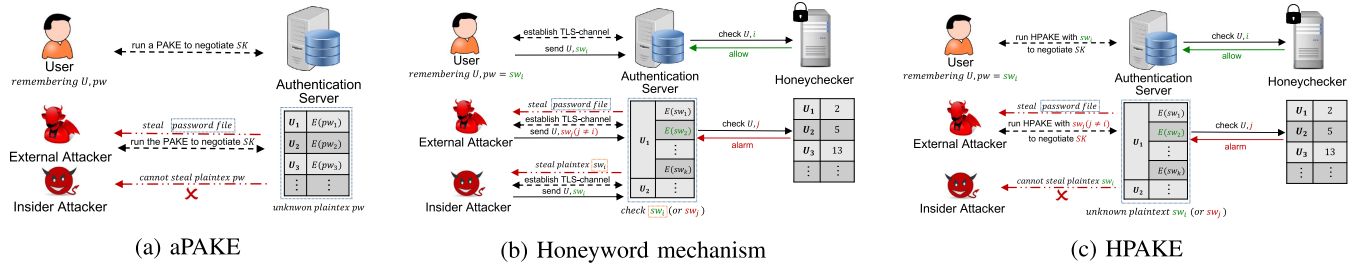 run a PAKE to negotiate SK
User
remembering U, pw
Authentication
Server
steal password file
run the PAKE to negotiate SK
External Attacker
cannot steal plaintex pw
Insider Attacker
U1 E(pw1)
U2 E(pw2)
U3 E(pw3)
⋮ ⋮
unknwon plaintex pw
(a) aPAKE
establish TLS-channel
send U, swi
User
remembering U, pw = swi
check U, i
allow
Authentication
Server
Honeychecker
steal password file
establish TLS-channel
send U, swj(j ≠ i)
External Attacker
steal plaintex swi
establish TLS-channel
send U, swi
Insider Attacker
U1 E(sw1)
E(sw2)
⋮
E(swk)
U2 ⋮
check swi (or swj)
check U, j
alarm
U1 2
U2 5
U3 13
⋮ ⋮
(b) Honeyword mechanism
run HPAKE with swi
to negotiate SK
User
remembering U, pw = swi
check U, i
allow
Authentication
Server
Honeychecker
steal password file
run HPAKE with swj(j ≠ i)
to negotiate SK
External Attacker
cannot steal plaintex swi
Insider Attacker
U1 E(sw1)
E(sw2)
⋮
E(swk)
U2 ⋮
unknown plaintext swi (or swj)
check U, j
alarm
U1 2
U2 5
U3 13
⋮ ⋮
(c) HPAKE